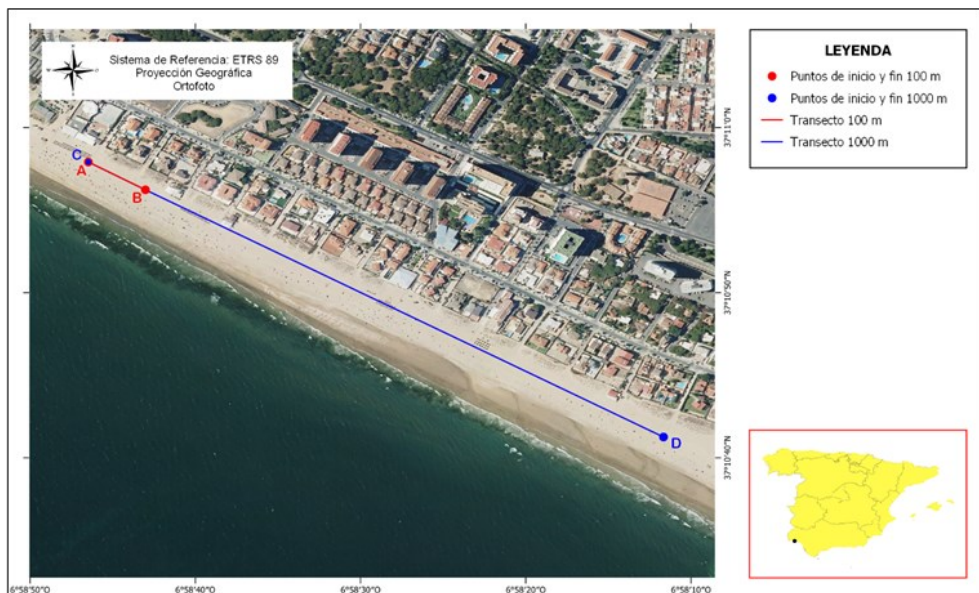 Sistema de Referencia: ETRS 89
Proyección Geográfica
Ortofoto
C
A
B
D
37°11'0"N
37°10'50"N
37°10'40"N
6°58'50"O
6°58'40"O
6°58'30"O
6°58'20"O
6°58'10"O
LEYENDA
Puntos de inicio y fin 100 m
Puntos de inicio y fin 1000 m
Transecto 100 m
Transecto 1000 m